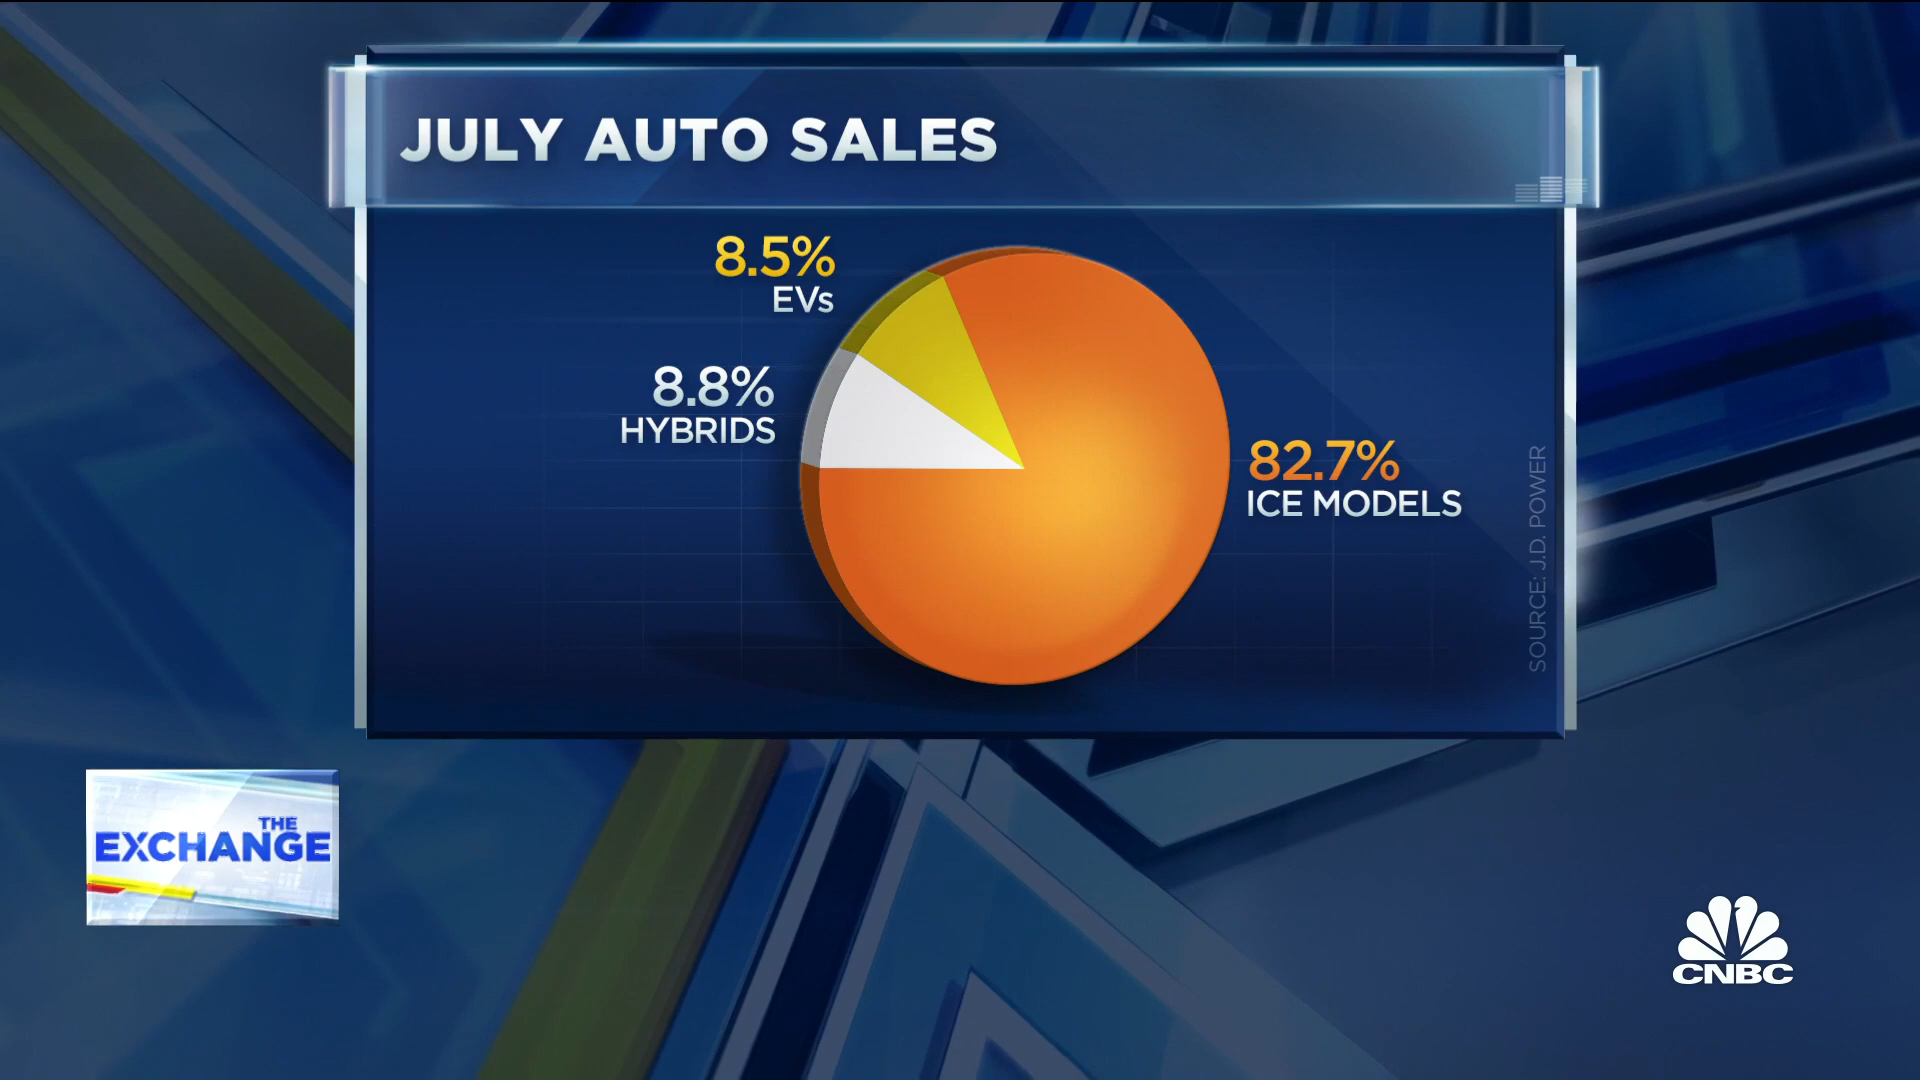 JULY AUTO SALES
8.5%
EVs
8.8%
HYBRIDS
82.7%
ICE MODELS
SOURCE: J.D. POWER
THE
EXCHANGE
CNBC